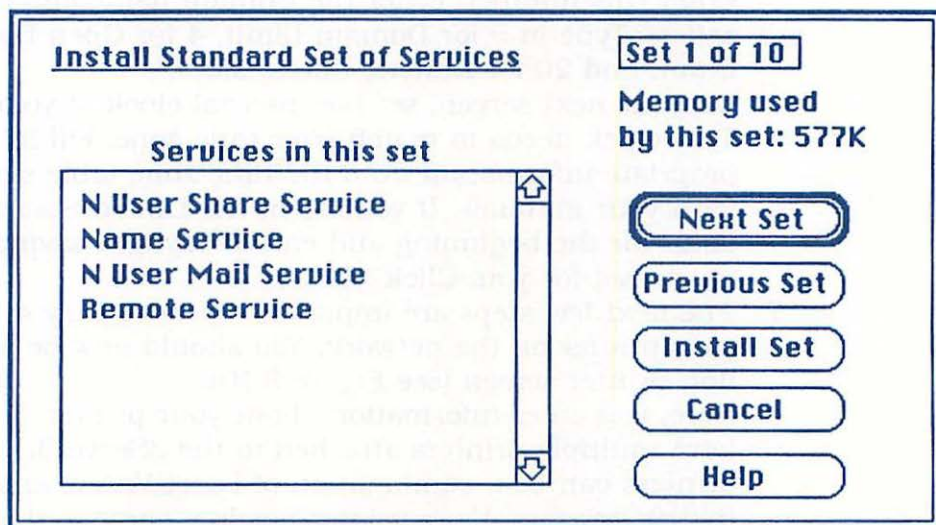 Install Standard Set of Services
Set 1 of 10
Memory used
by this set: 577K
Services in this set
N User Share Service
Name Service
N User Mail Service
Remote Service
Next Set
Previous Set
Install Set
Cancel
Help